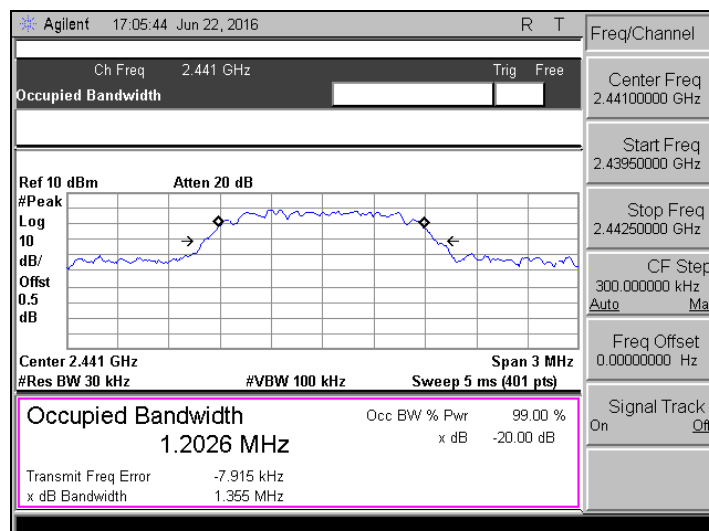 Agilent 17:05:44 Jun 22, 2016 R T
Ch Freq 2.441 GHz Trig Free
Occupied Bandwidth
Ref 10 dBm Atten 20 dB
#Peak
Log
10
dB/
Offst
0.5
dB
Center 2.441 GHz Span 3 MHz
#Res BW 30 kHz #VBW 100 kHz Sweep 5 ms (401 pts)
Occupied Bandwidth
1.2026 MHz
Occ BW % Pwr 99.00 %
x dB -20.00 dB
Transmit Freq Error -7.915 kHz
x dB Bandwidth 1.355 MHz
Freq/Channel
Center Freq
2.44100000 GHz
Start Freq
2.43950000 GHz
Stop Freq
2.44250000 GHz
CF Step
300.000000 kHz
Auto Ma
Freq Offset
0.00000000 Hz
Signal Track
On Off